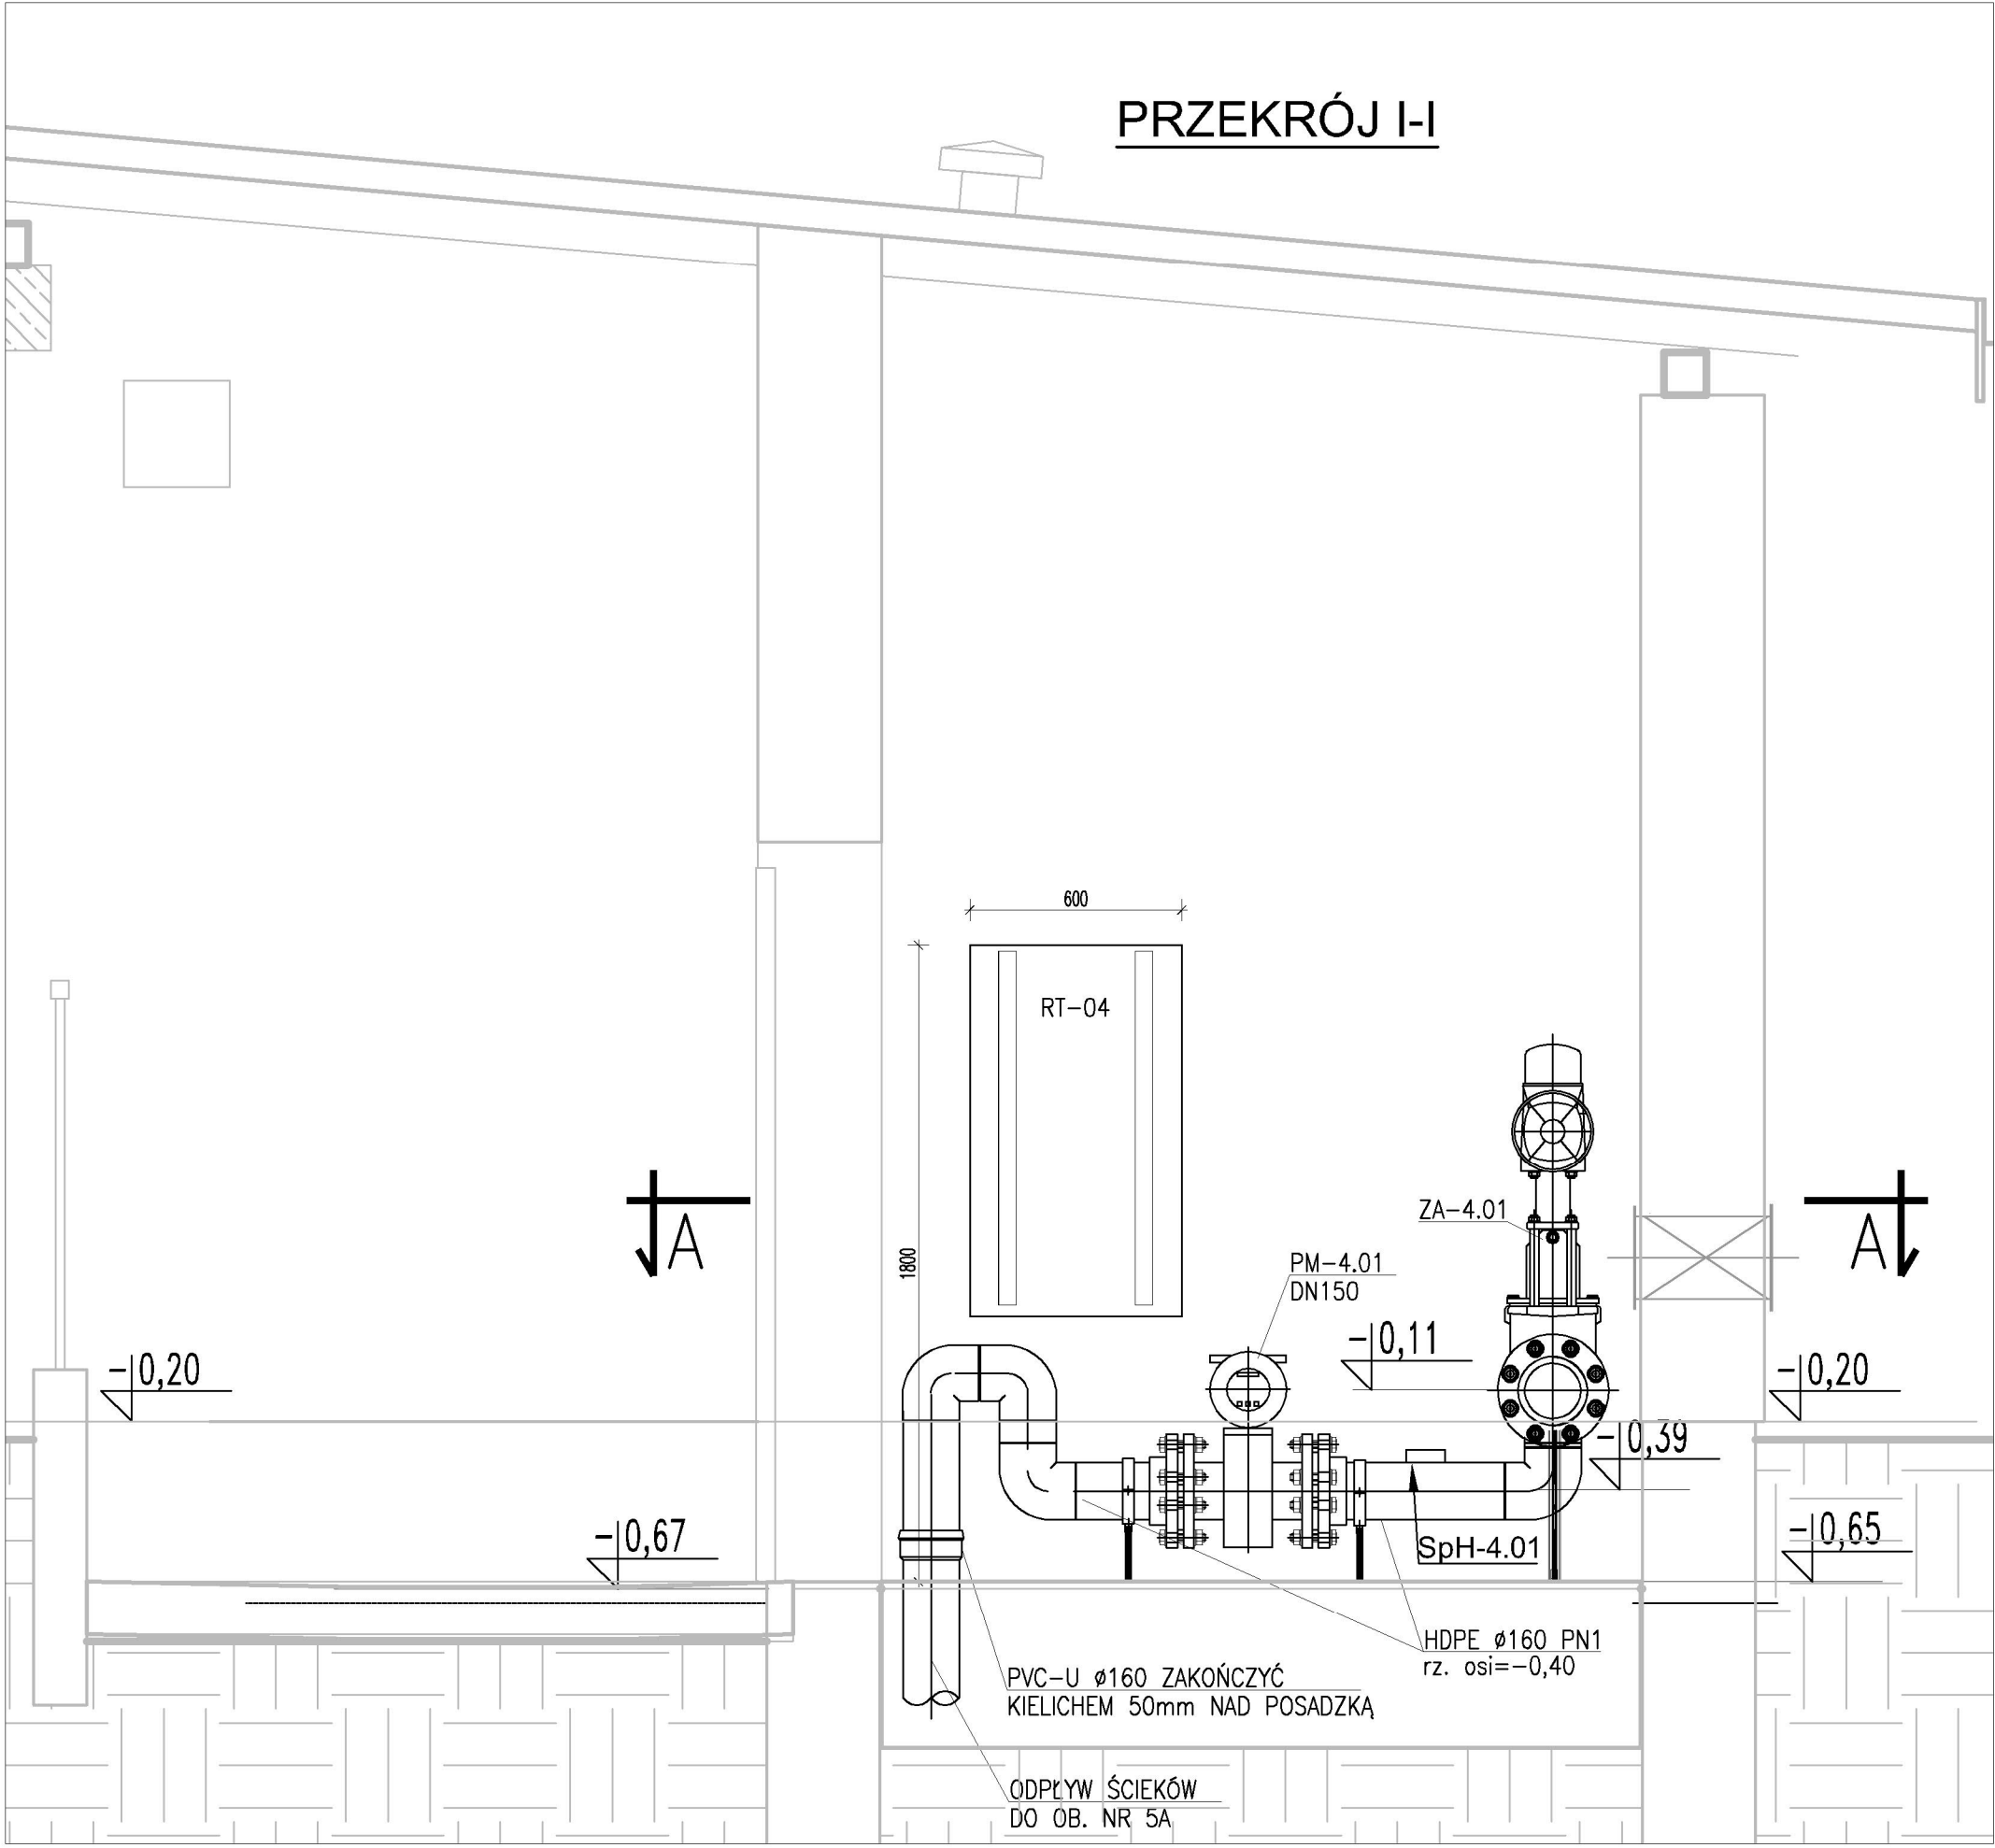 PRZEKRÓJ I-I
600
RT-04
1800
A
A
ZA-4.01
PM-4.01
DN150
-0,11
-0,20
-0,20
-0,39
-0,67
-0,65
SpH-4.01
HDPE ø160 PN1
rz. osi=-0,40
PVC-U ø160 ZAKOŃCZYĆ
KIELICHEM 50mm NAD POSADZKĄ
ODPŁYW ŚCIEKÓW
DO OB. NR 5A